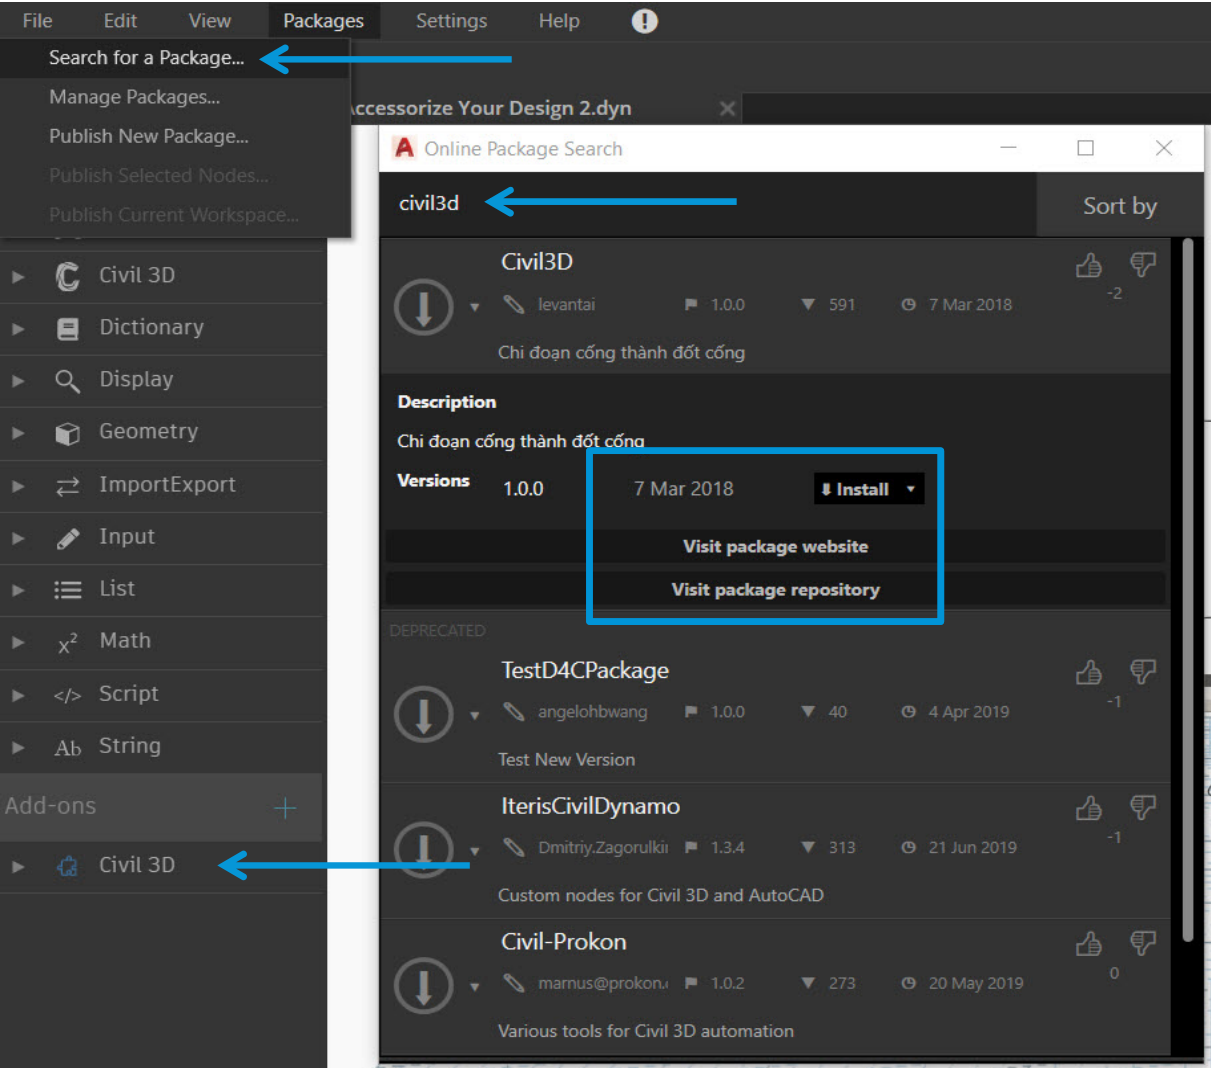 File Edit View Packages Settings Help
Search for a Package...
Manage Packages...
Publish New Package...
Publish Selected Nodes...
Publish Current Workspace...
Accessorize Your Design 2.dyn
Civil 3D
Dictionary
Display
Geometry
ImportExport
Input
List
x² Math
</> Script
Ab String
Add-ons +
Civil 3D
Online Package Search
civil3d
Sort by
Civil3D
levantai 1.0.0 591 7 Mar 2018
-2
Chi đoạn cống thành đốt cống
Description
Chi đoạn cống thành đốt cống
Versions 1.0.0 7 Mar 2018 Install
Visit package website
Visit package repository
DEPRECATED
TestD4CPackage
angelohbwang 1.0.0 40 4 Apr 2019
-1
Test New Version
IterisCivilDynamo
Dmitriy.Zagorulkii 1.3.4 313 21 Jun 2019
-1
Custom nodes for Civil 3D and AutoCAD
Civil-Prokon
marnus@prokon. 1.0.2 273 20 May 2019
0
Various tools for Civil 3D automation